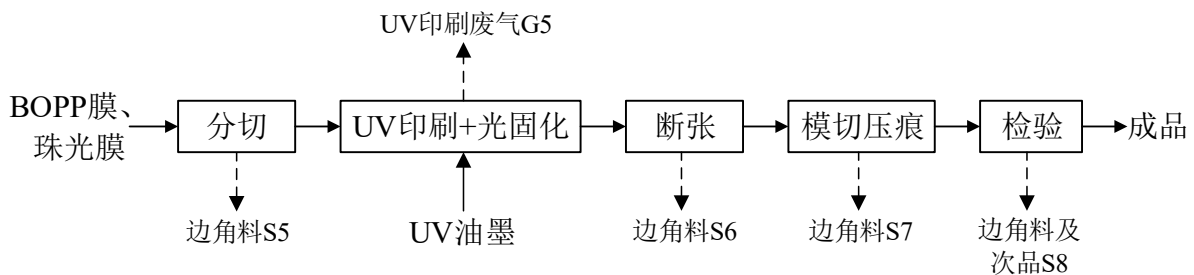 UV印刷废气G5
BOPP膜、
珠光膜
分切
UV印刷+光固化
断张
模切压痕
检验
成品
边角料S5
UV油墨
边角料S6
边角料S7
边角料及
次品S8